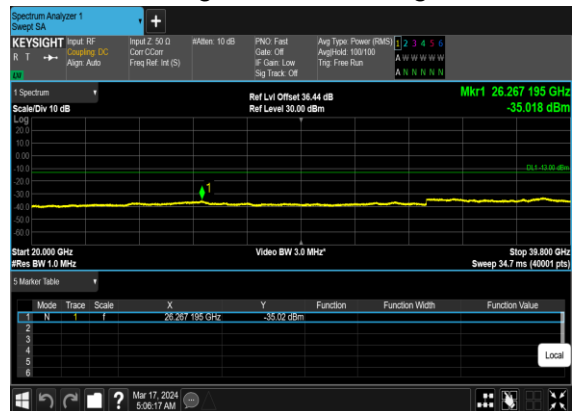 Spectrum Analyzer 1
Swept SA
KEYSIGHT
R T
Input: RF
Coupling: DC
Align: Auto
Input Z: 50 Ω
Corr CCorr
Freq Ref: Int (S)
#Atten: 10 dB
PNO: Fast
Gate: Off
IF Gain: Low
Sig Track: Off
Avg Type: Power (RMS)
Avg|Hold: 100/100
Trig: Free Run
1 2 3 4 5 6
A W W W W W
A N N N N N
1 Spectrum
Scale/Div 10 dB
Ref Lvl Offset 36.44 dB
Ref Level 30.00 dBm
Mkr1 26.267 195 GHz
-35.018 dBm
Log
20.0
10.0
0.00
-10.0
-20.0
-30.0
-40.0
-50.0
-60.0
DL1 -13.00 dBm
1
Start 20.000 GHz
#Res BW 1.0 MHz
Video BW 3.0 MHz*
Stop 39.800 GHz
Sweep 34.7 ms (40001 pts)
5 Marker Table
Mode Trace Scale X Y Function Function Width Function Value
1 N 1 f 26.267 195 GHz -35.02 dBm
2
3
4
5
6
Local
?
Mar 17, 2024
5:06:17 AM